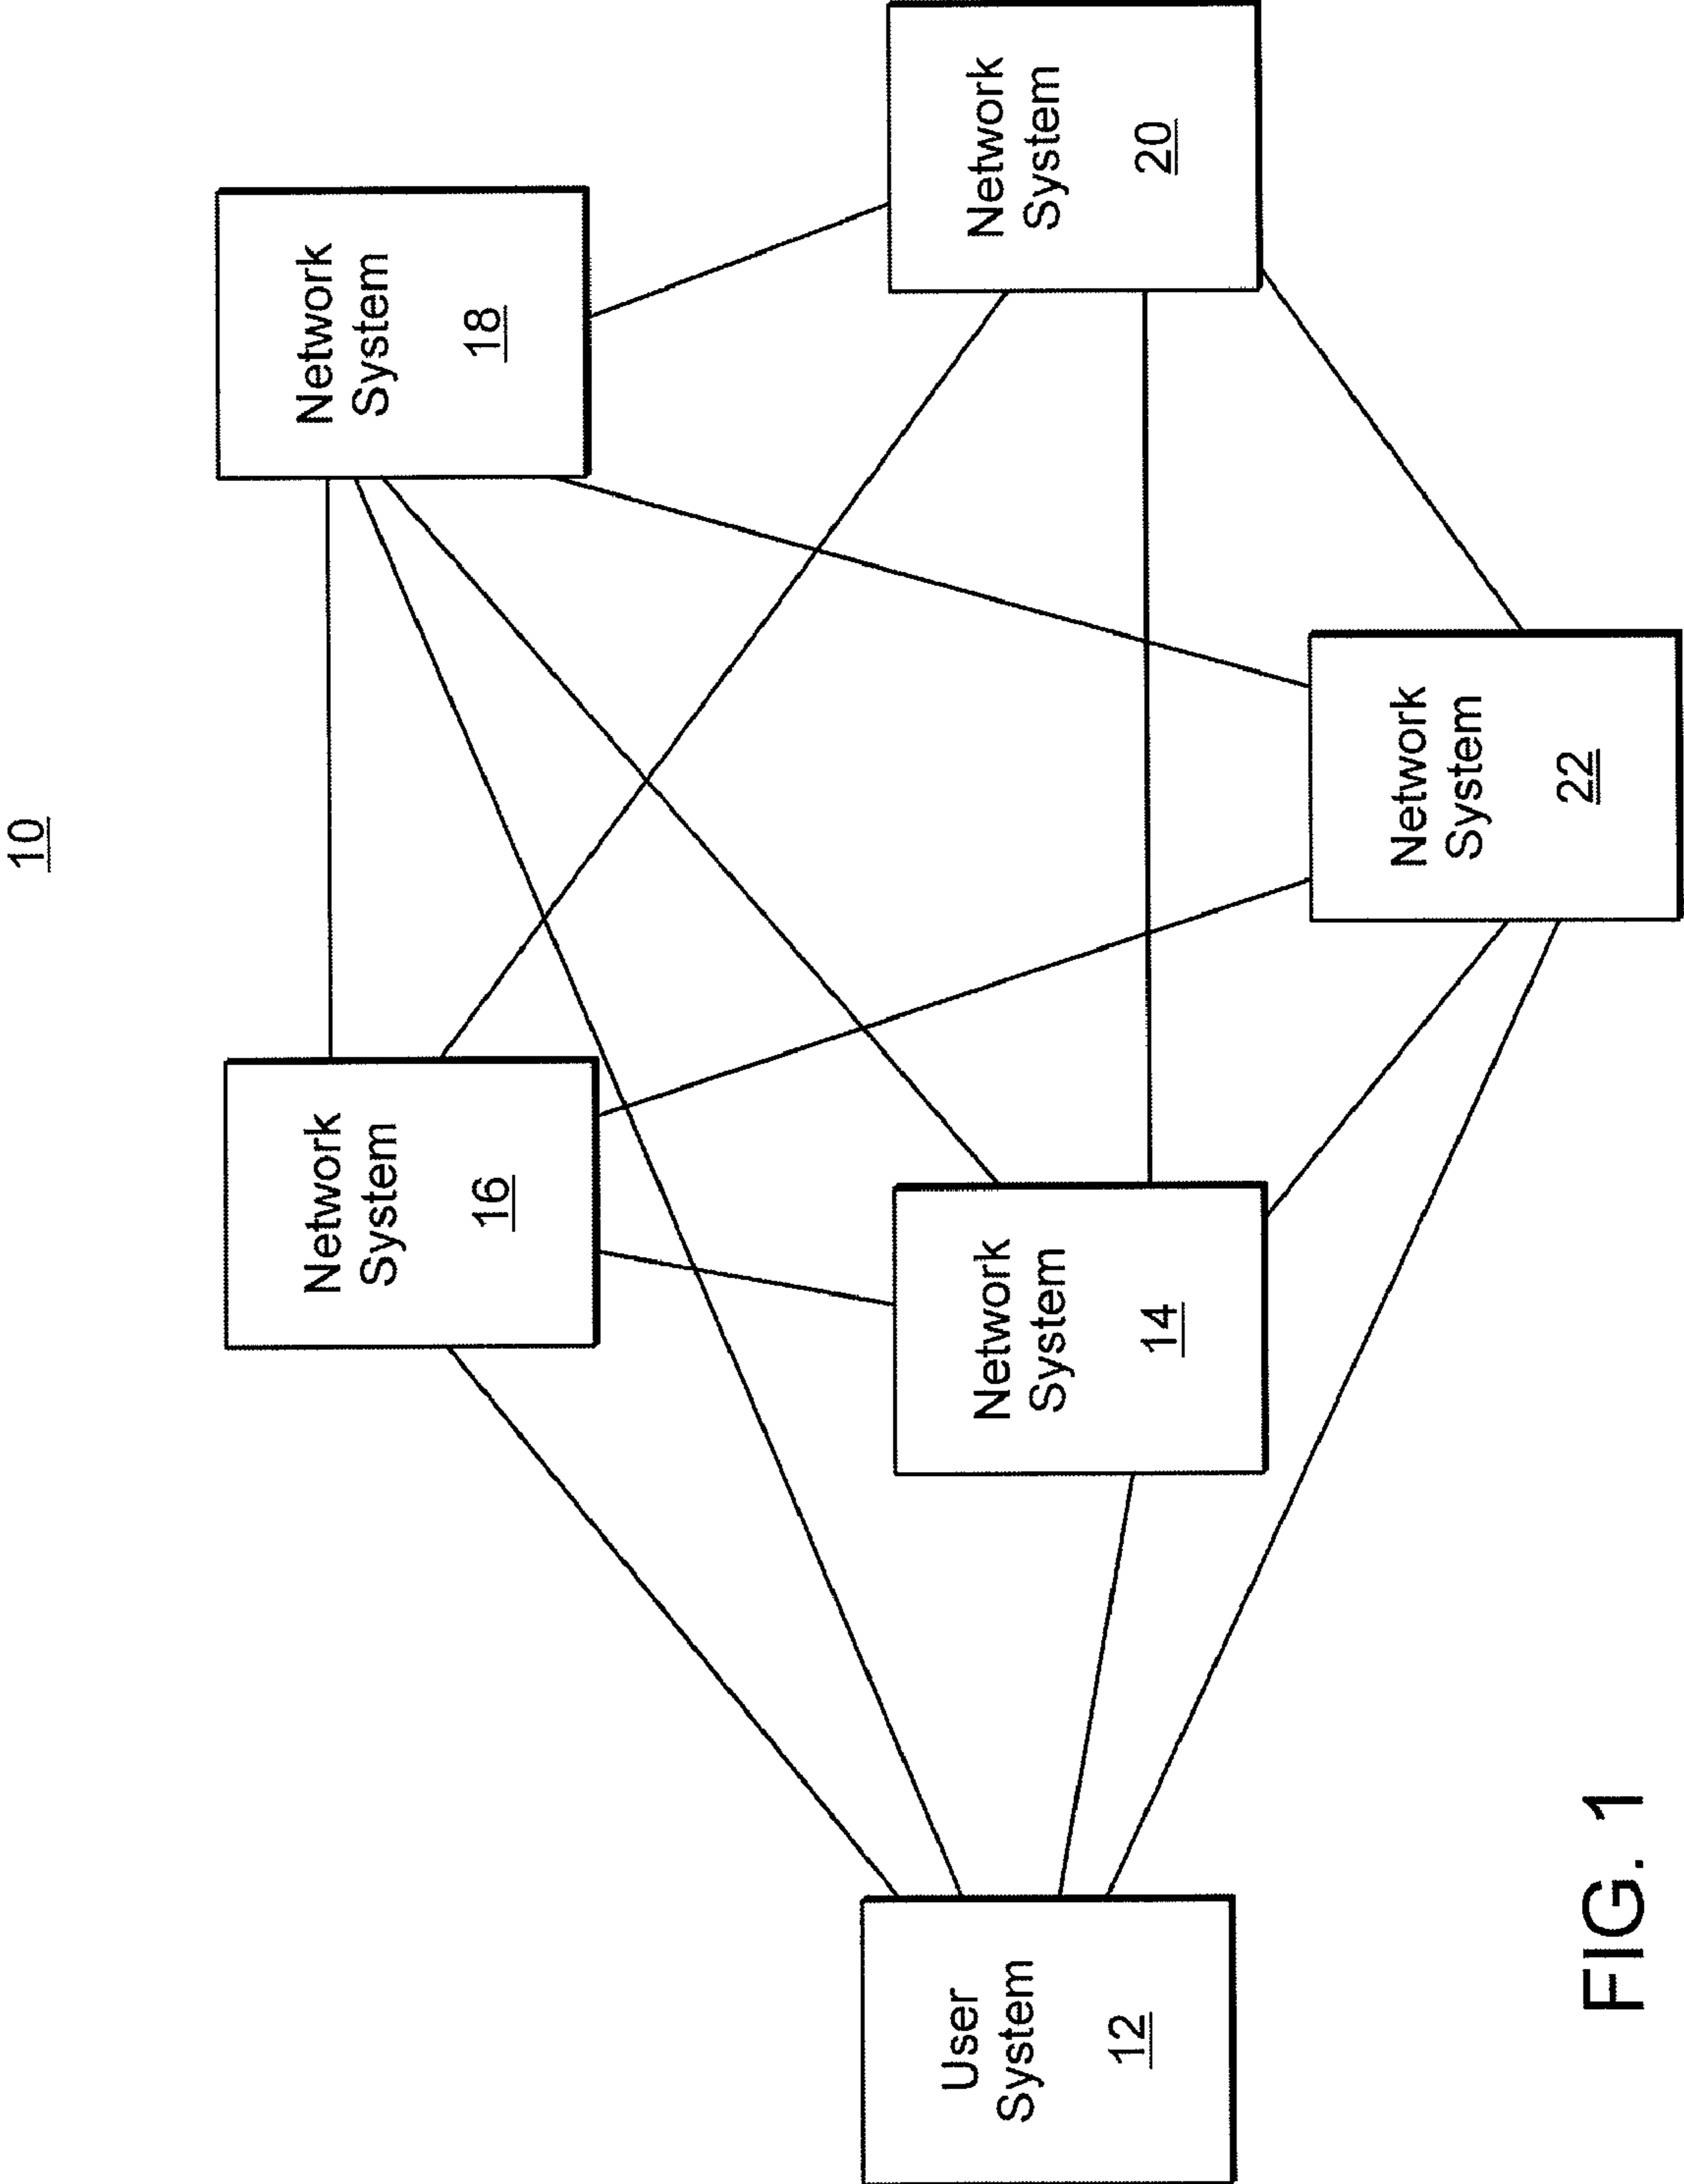 10
Network
System
16
Network
System
18
User
System
12
Network
System
14
Network
System
20
Network
System
22
FIG. 1